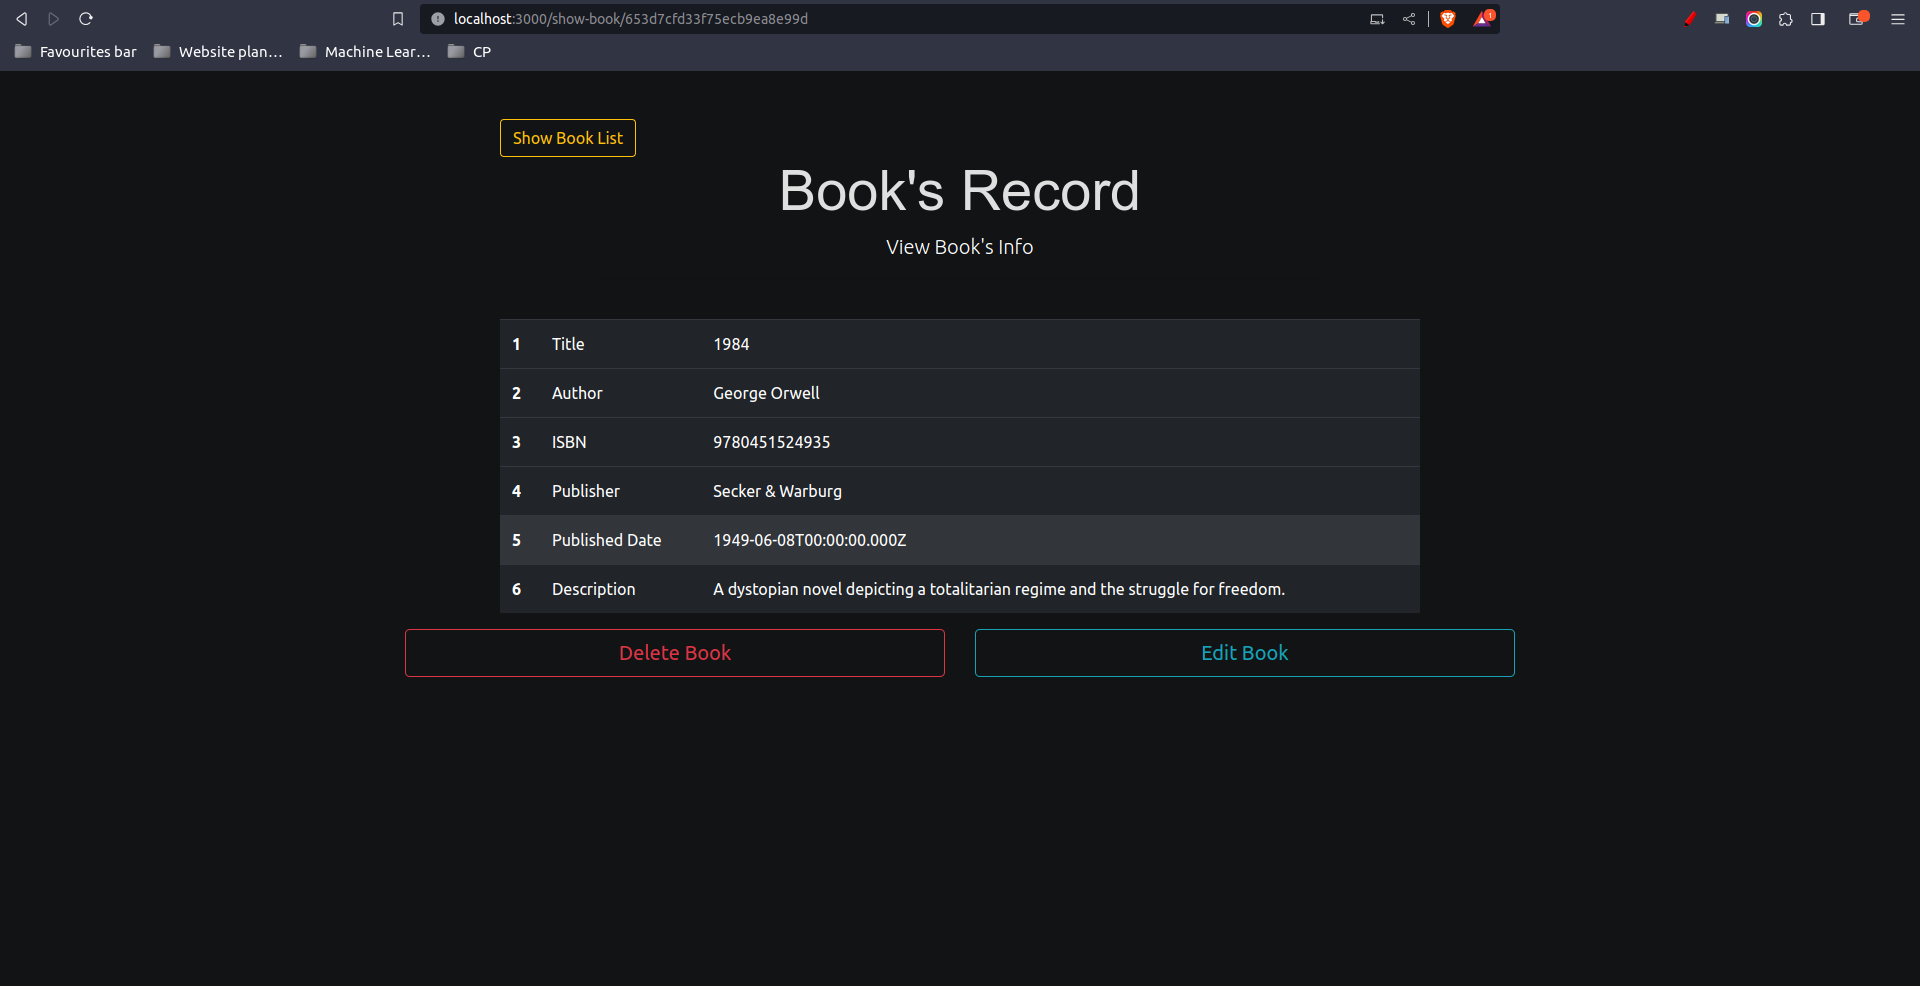 localhost:3000/show-book/653d7cfd33f75ecb9ea8e99d
1
Favourites bar Website plan... Machine Lear... CP
Show Book List
Book's Record
View Book's Info
1 Title 1984
2 Author George Orwell
3 ISBN 9780451524935
4 Publisher Secker & Warburg
5 Published Date 1949-06-08T00:00:00.000Z
6 Description A dystopian novel depicting a totalitarian regime and the struggle for freedom.
Delete Book Edit Book